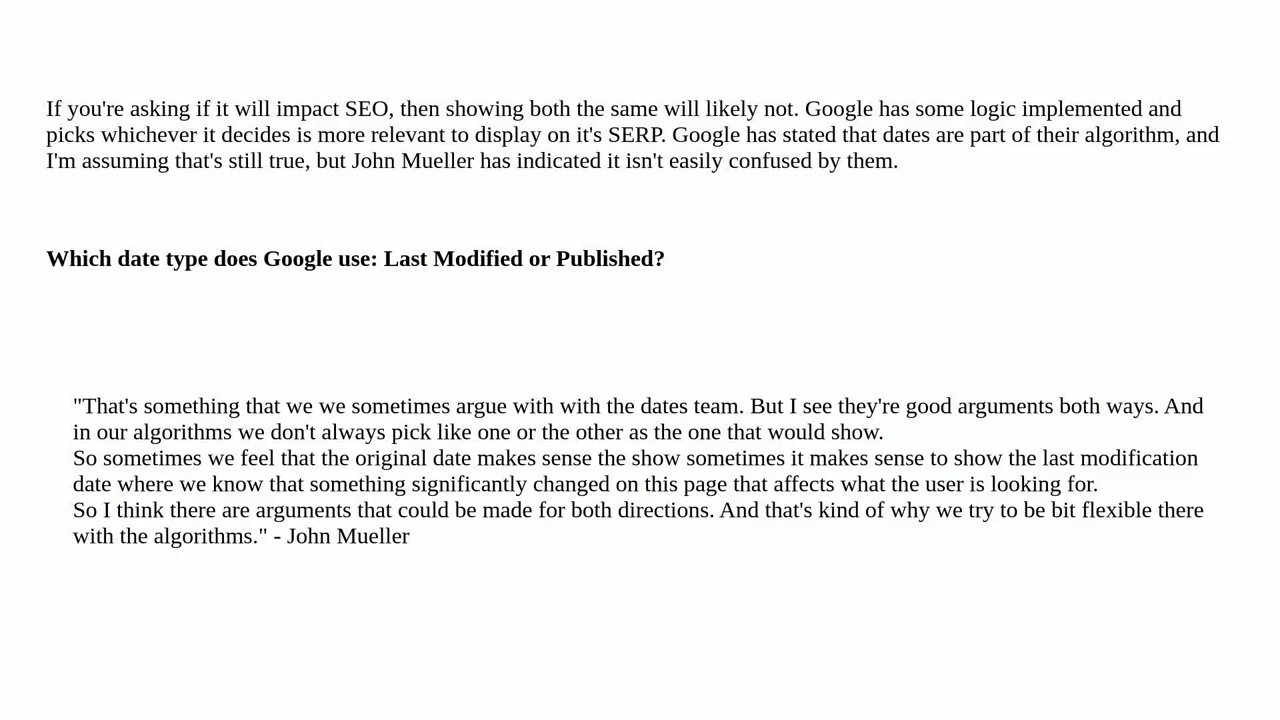 If you're asking if it will impact SEO, then showing both the same will likely not. Google has some logic implemented and
picks whichever it decides is more relevant to display on it's SERP. Google has stated that dates are part of their algorithm, and
I'm assuming that's still true, but John Mueller has indicated it isn't easily confused by them.
Which date type does Google use: Last Modified or Published?
"That's something that we we sometimes argue with with the dates team. But I see they're good arguments both ways. And
in our algorithms we don't always pick like one or the other as the one that would show.
So sometimes we feel that the original date makes sense the show sometimes it makes sense to show the last modification
date where we know that something significantly changed on this page that affects what the user is looking for.
So I think there are arguments that could be made for both directions. And that's kind of why we try to be bit flexible there
with the algorithms." - John Mueller